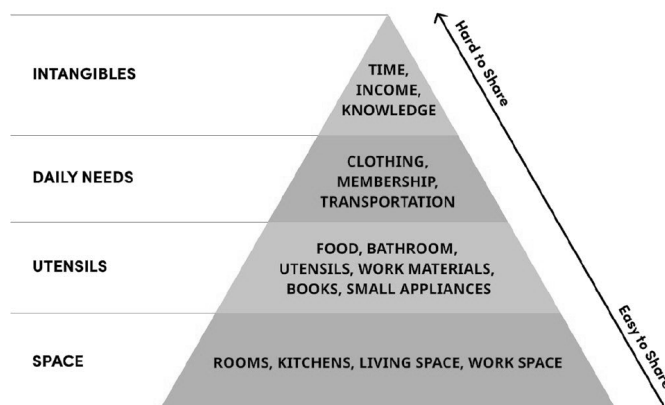 INTANGIBLES
TIME,
INCOME,
KNOWLEDGE
Hard to Share
DAILY NEEDS
CLOTHING,
MEMBERSHIP,
TRANSPORTATION
UTENSILS
FOOD, BATHROOM,
UTENSILS, WORK MATERIALS,
BOOKS, SMALL APPLIANCES
SPACE
ROOMS, KITCHENS, LIVING SPACE, WORK SPACE
Easy to Share